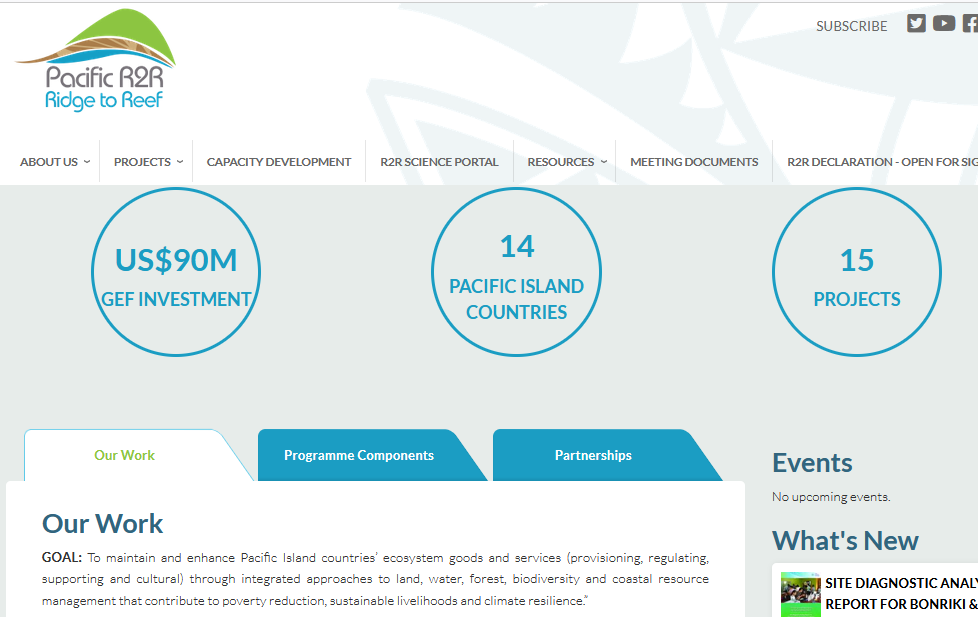 SUBSCRIBE
Pacific R2R
Ridge to Reef
ABOUT US
PROJECTS
CAPACITY DEVELOPMENT
R2R SCIENCE PORTAL
RESOURCES
MEETING DOCUMENTS
R2R DECLARATION - OPEN FOR SIG
US$90M
GEF INVESTMENT
14
PACIFIC ISLAND
COUNTRIES
15
PROJECTS
Our Work
Programme Components
Partnerships
Our Work
GOAL: To maintain and enhance Pacific Island countries’ ecosystem goods and services (provisioning, regulating,
supporting and cultural) through integrated approaches to land, water, forest, biodiversity and coastal resource
management that contribute to poverty reduction, sustainable livelihoods and climate resilience.”
Events
No upcoming events.
What's New
SITE DIAGNOSTIC ANALY
REPORT FOR BONRIKI &